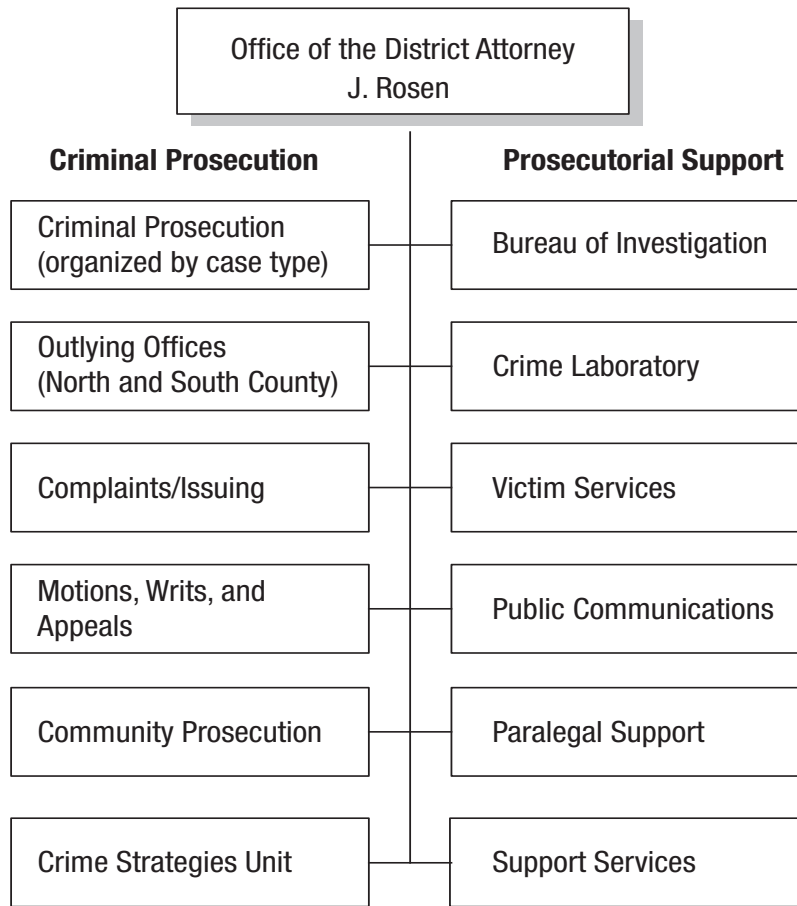 Office of the District Attorney
J. Rosen
Criminal Prosecution
Prosecutorial Support
Criminal Prosecution
(organized by case type)
Bureau of Investigation
Outlying Offices
(North and South County)
Crime Laboratory
Complaints/Issuing
Victim Services
Motions, Writs, and
Appeals
Public Communications
Community Prosecution
Paralegal Support
Crime Strategies Unit
Support Services